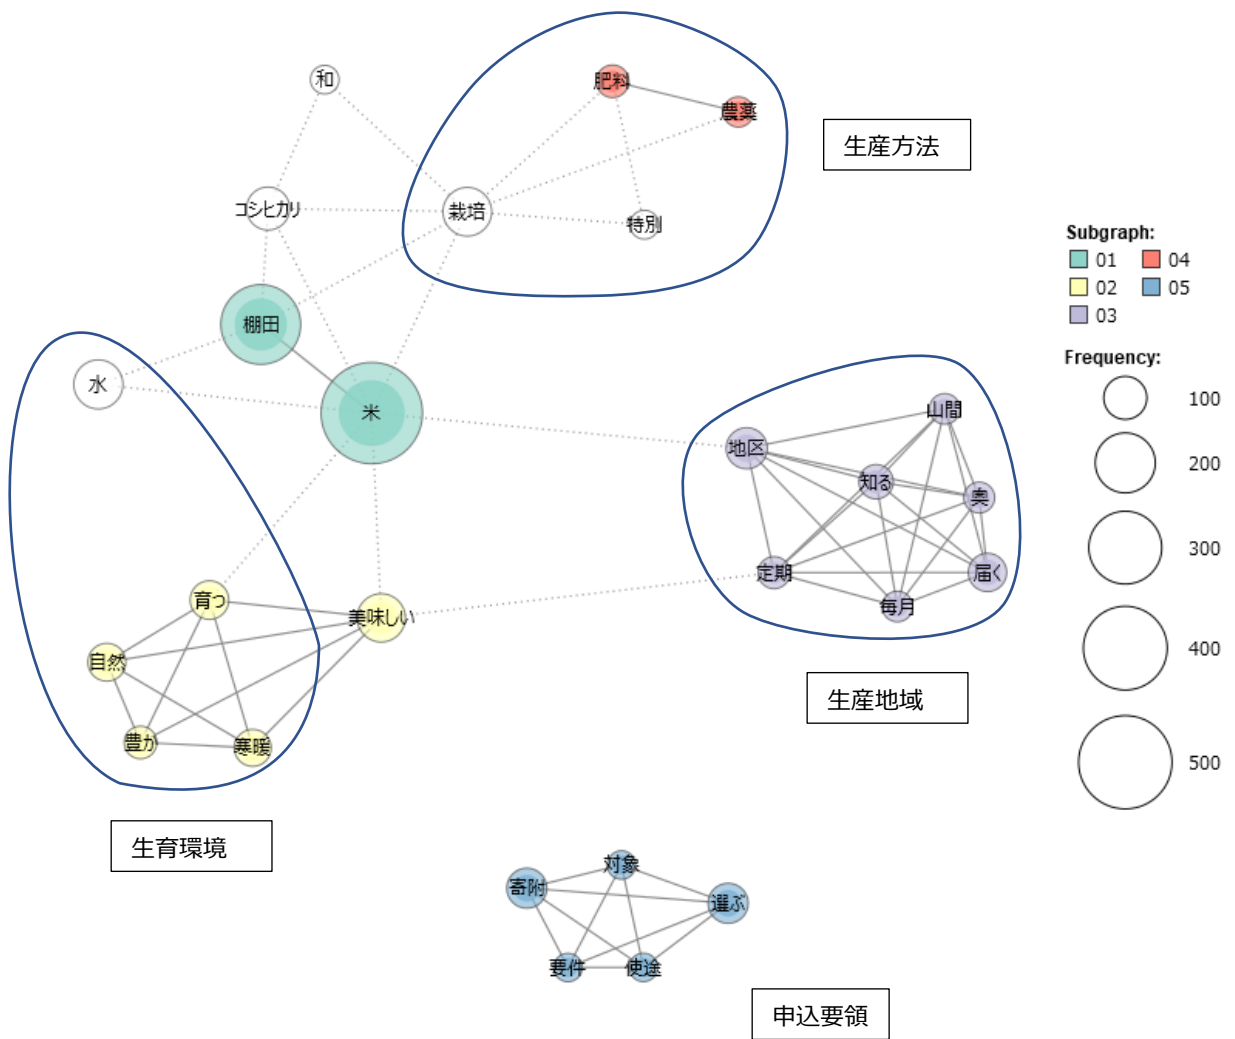 和
肥料
農薬
生産方法
コシヒカリ
栽培
特別
Subgraph:
01
04
02
05
03
棚田
水
米
Frequency:
100
200
300
400
500
山間
地区
知る
奥
定期
届く
毎月
生産地域
育つ
美味しい
自然
豊か
寒暖
生育環境
対象
寄附
選ぶ
要件
使途
申込要領